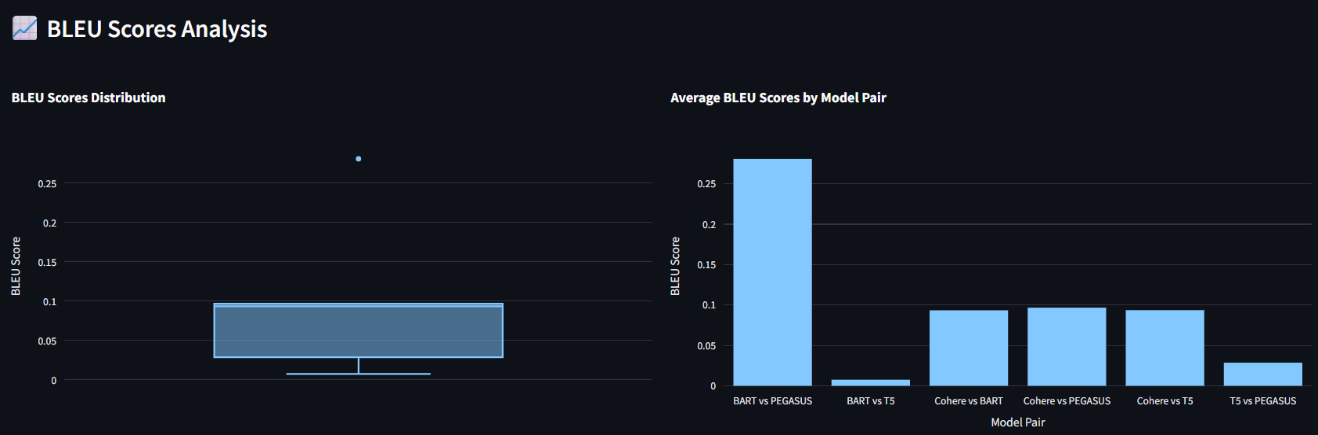 BLEU Scores Analysis
BLEU Scores Distribution
BLEU Score
0.25
0.2
0.15
0.1
0.05
0
Average BLEU Scores by Model Pair
BLEU Score
0.25
0.2
0.15
0.1
0.05
0
BART vs PEGASUS
BART vs T5
Cohere vs BART
Cohere vs PEGASUS
Cohere vs T5
T5 vs PEGASUS
Model Pair